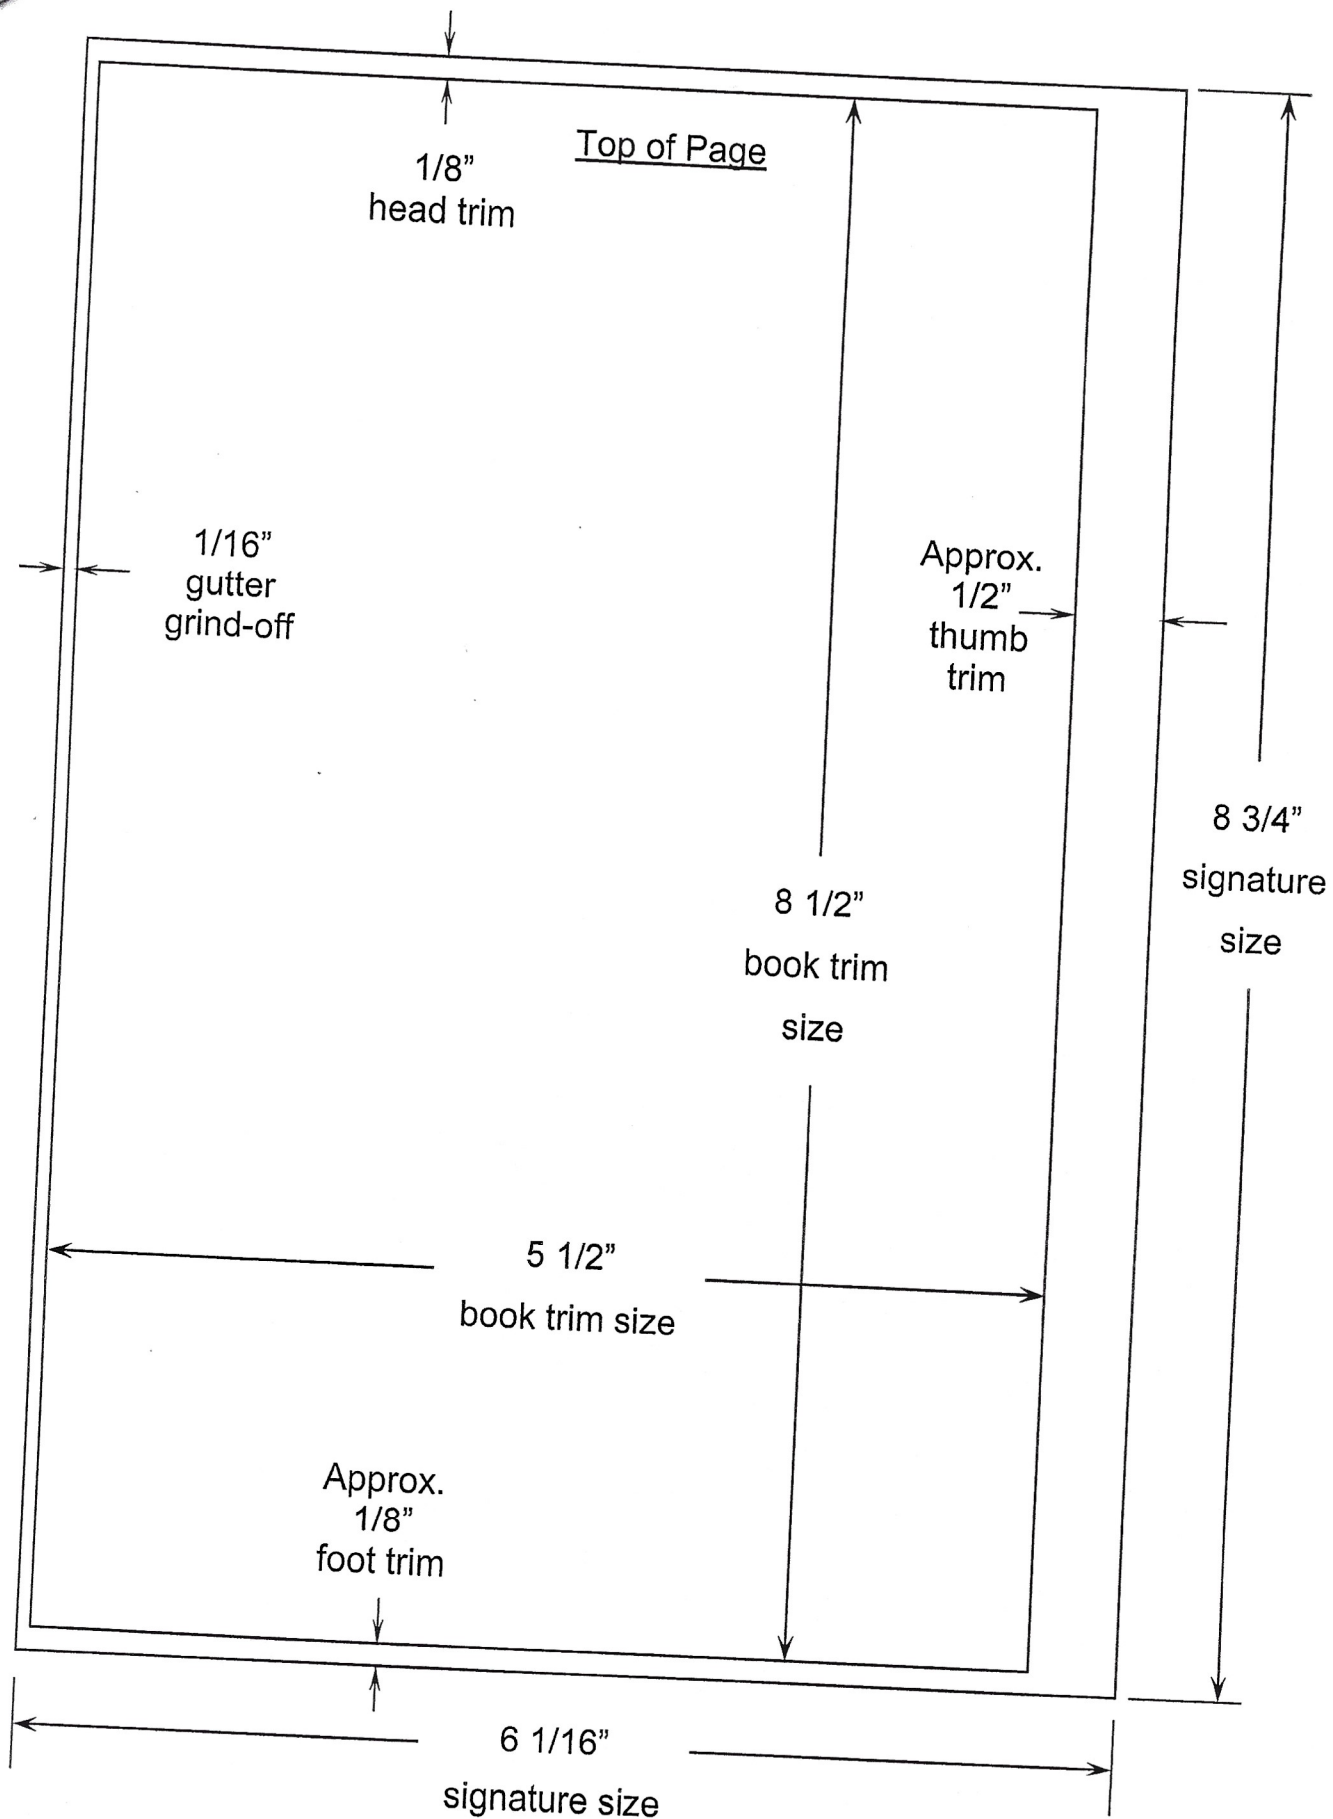 Top of Page
1/8”
head trim
1/16”
gutter
grind-off
Approx.
1/2”
thumb
trim
8 3/4”
signature
size
8 1/2”
book trim
size
5 1/2”
book trim size
Approx.
1/8”
foot trim
6 1/16”
signature size